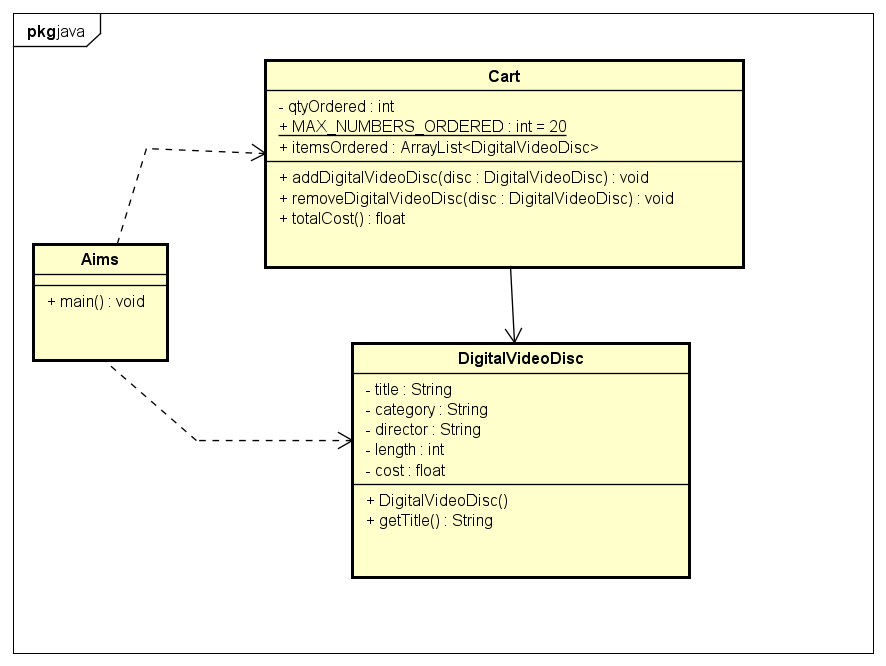 pkg java
Cart
- qtyOrdered : int
+ MAX_NUMBERS_ORDERED : int = 20
+ itemsOrdered : ArrayList<DigitalVideoDisc>
+ addDigitalVideoDisc(disc : DigitalVideoDisc) : void
+ removeDigitalVideoDisc(disc : DigitalVideoDisc) : void
+ totalCost() : float
Aims
+ main() : void
DigitalVideoDisc
- title : String
- category : String
- director : String
- length : int
- cost : float
+ DigitalVideoDisc()
+ getTitle() : String